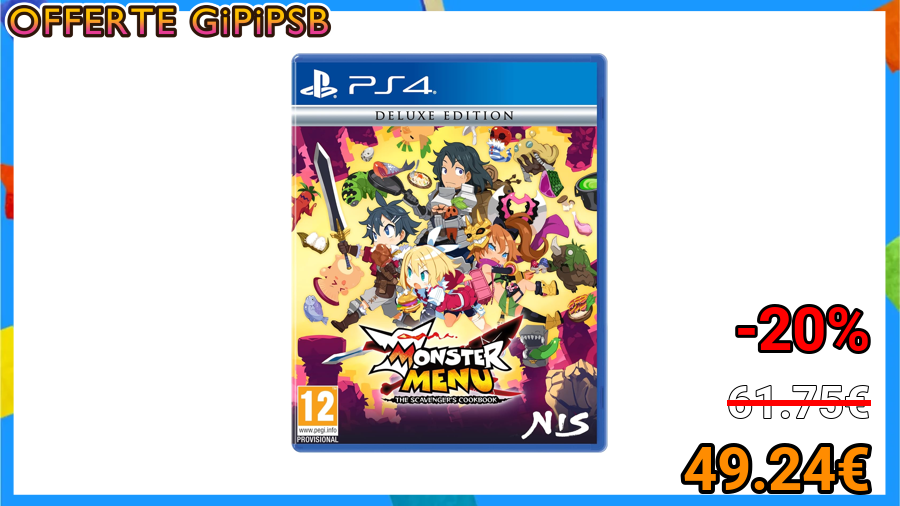 OFFERTE GiPiPSB
PS4
DELUXE EDITION
MONSTER
MENU
THE SCAVENGER'S COOKBOOK
12
www.pegi.info
PROVISIONAL
NIS
-20%
61.75€
49.24€